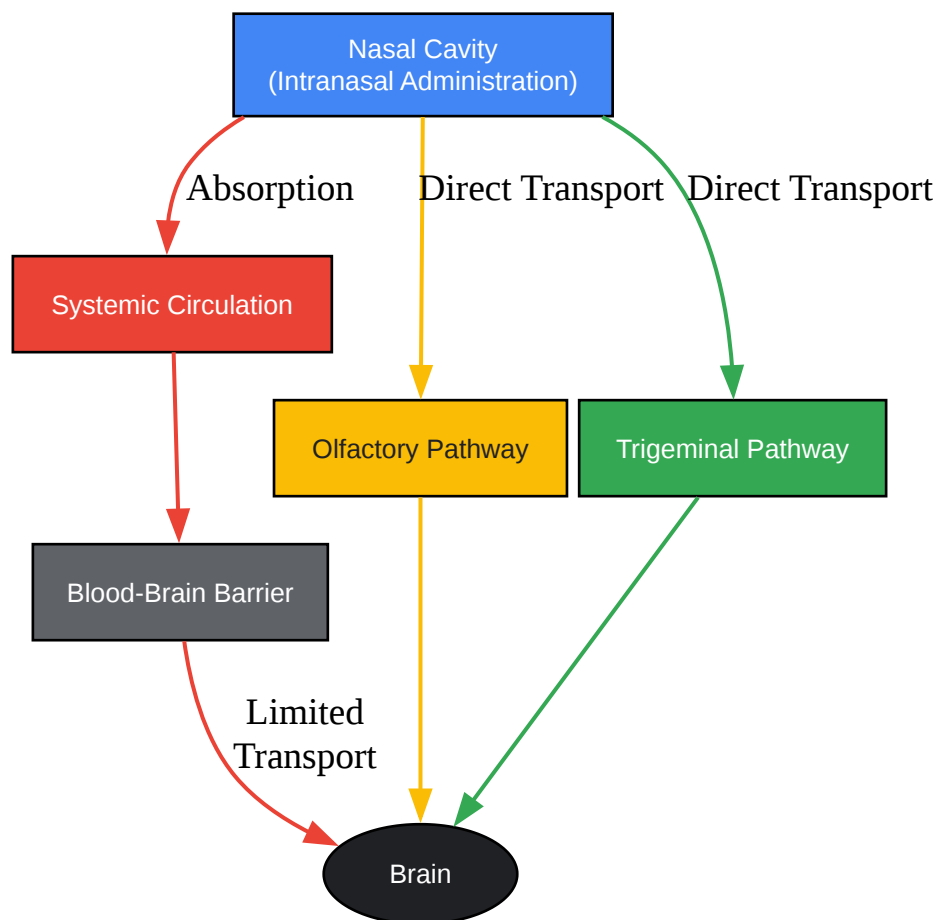 Nasal Cavity
(Intranasal Administration)
Absorption
Direct Transport
Direct Transport
Systemic Circulation
Olfactory Pathway
Trigeminal Pathway
Blood-Brain Barrier
Limited
Transport
Brain